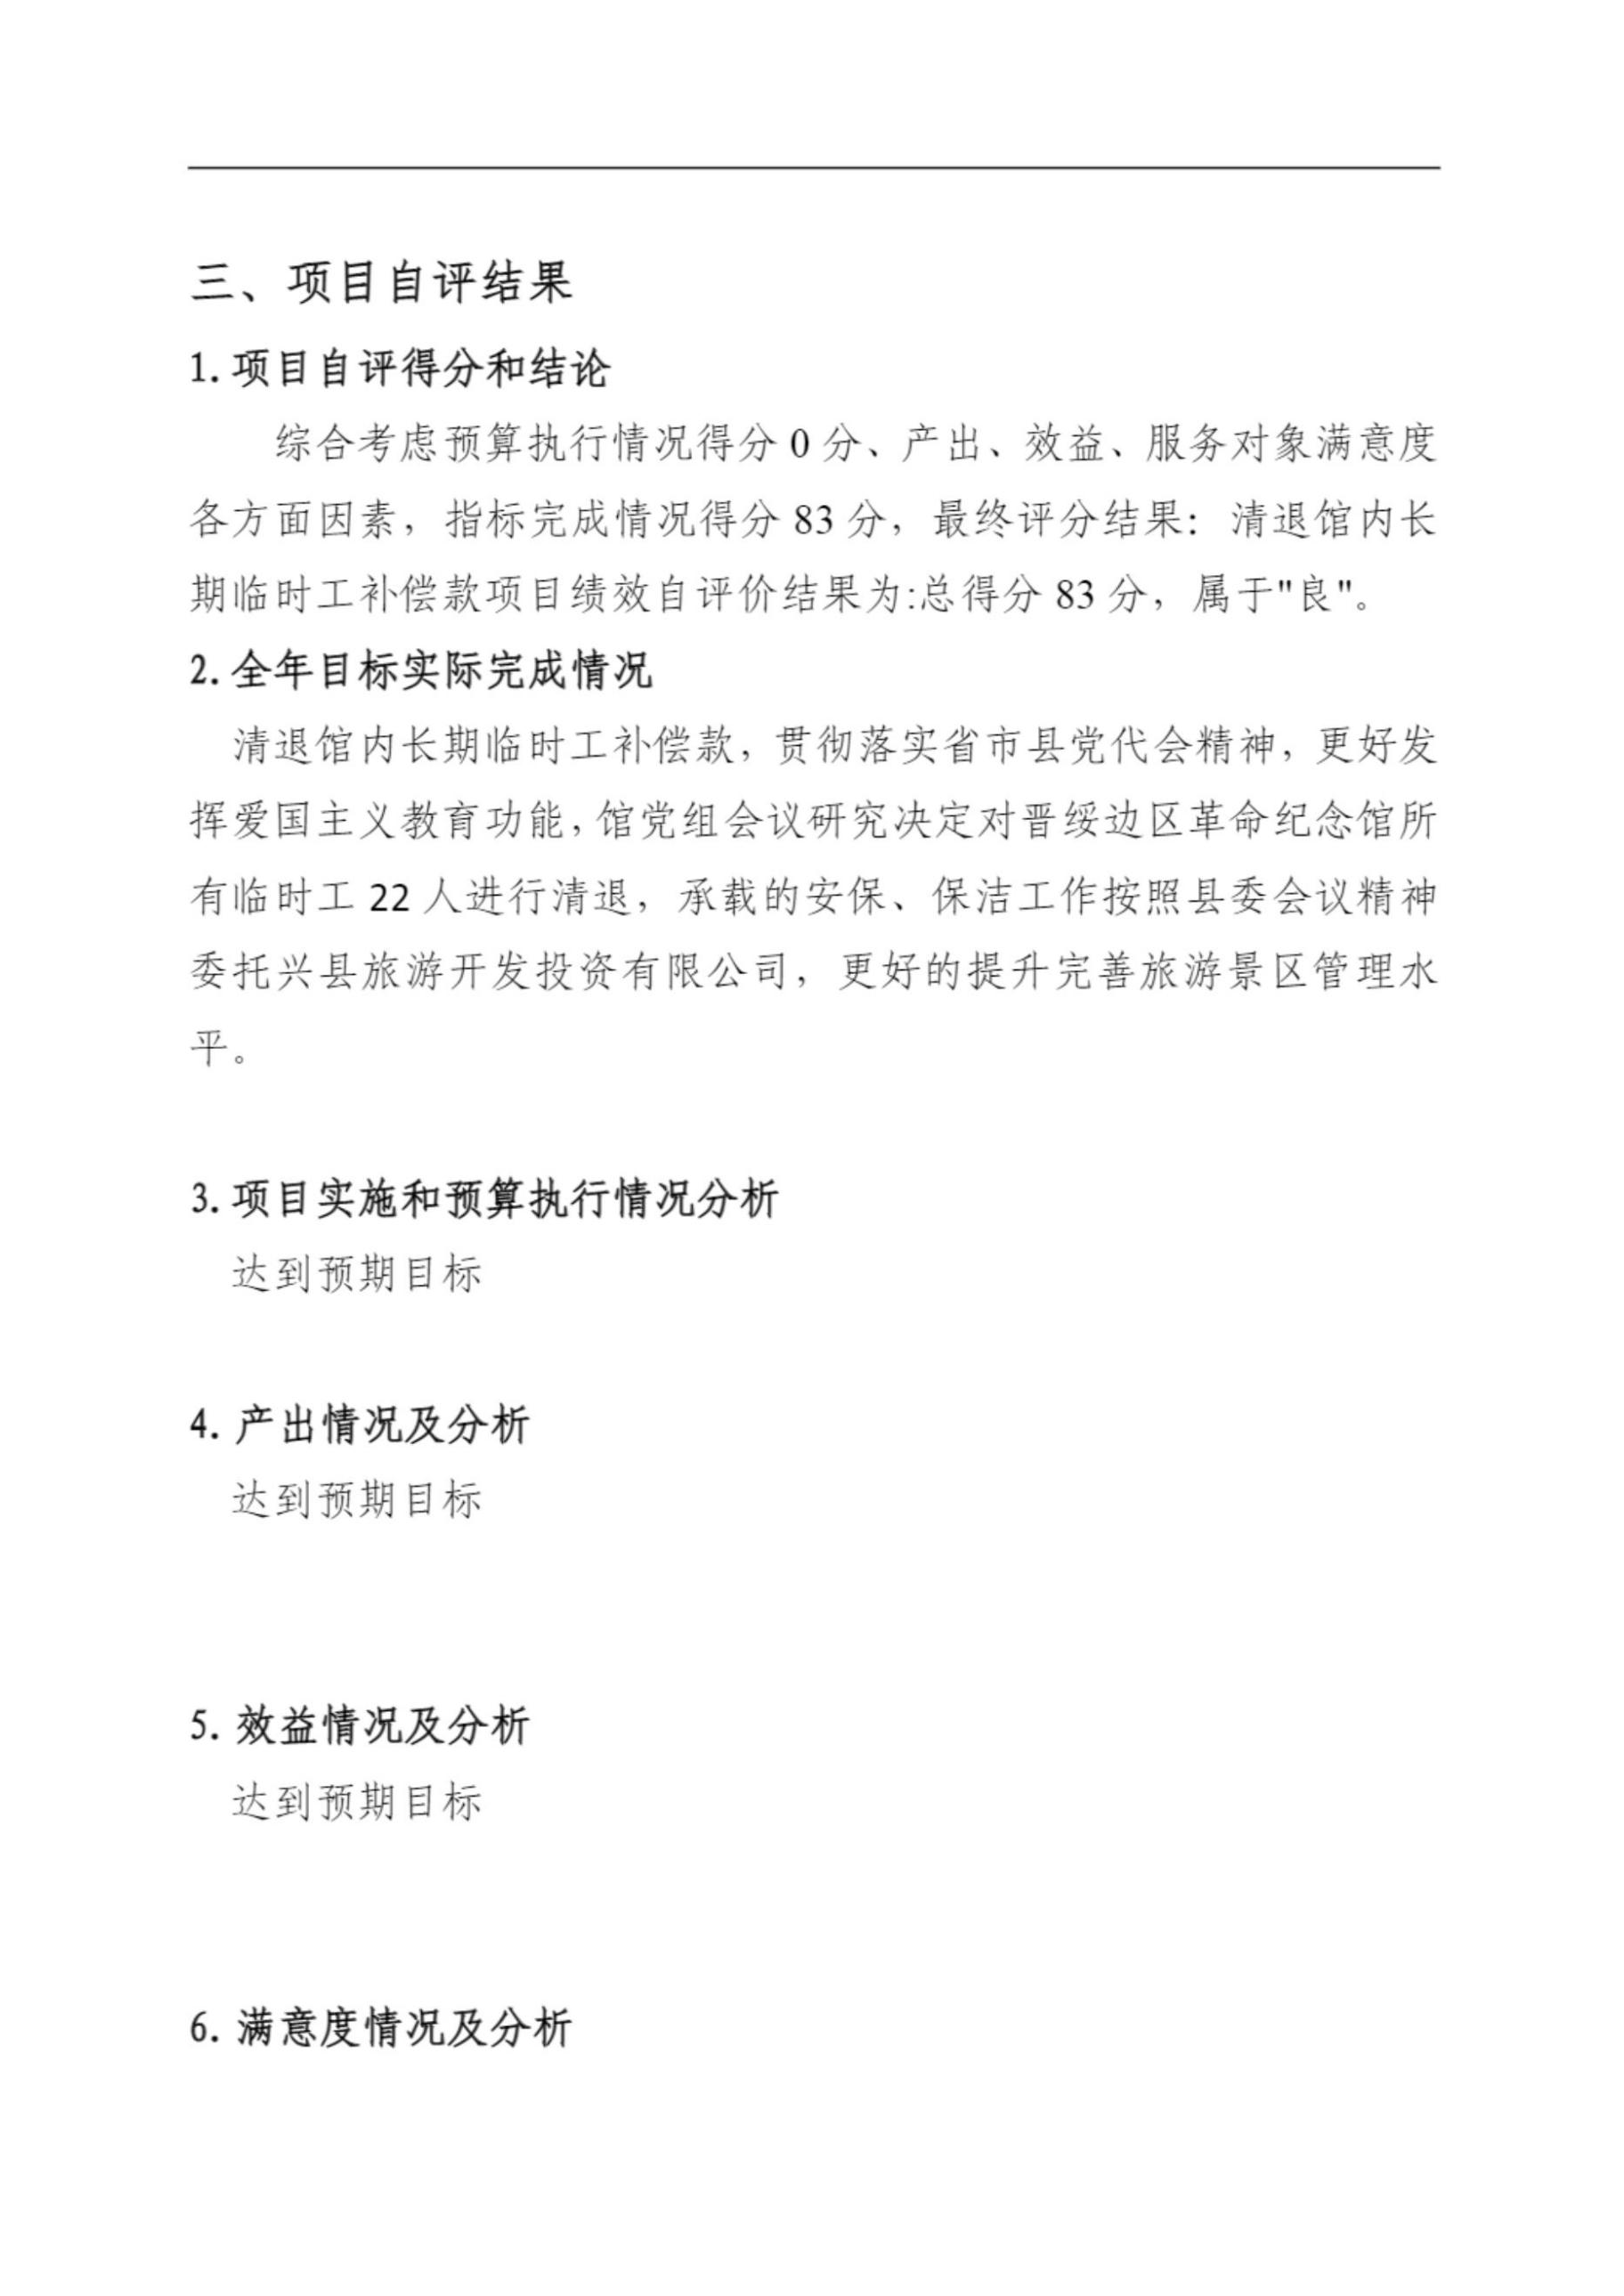 三、项目自评结果
1.项目自评得分和结论
综合考虑预算执行情况得分 0 分、产出、效益、服务对象满意度
各方面因素，指标完成情况得分 83 分，最终评分结果：清退馆内长
期临时工补偿款项目绩效自评价结果为:总得分 83 分，属于"良"。
2.全年目标实际完成情况
清退馆内长期临时工补偿款，贯彻落实省市县党代会精神，更好发
挥爱国主义教育功能，馆党组会议研究决定对晋绥边区革命纪念馆所
有临时工 22 人进行清退，承载的安保、保洁工作按照县委会议精神
委托兴县旅游开发投资有限公司，更好的提升完善旅游景区管理水
平。
3.项目实施和预算执行情况分析
达到预期目标
4.产出情况及分析
达到预期目标
5.效益情况及分析
达到预期目标
6.满意度情况及分析